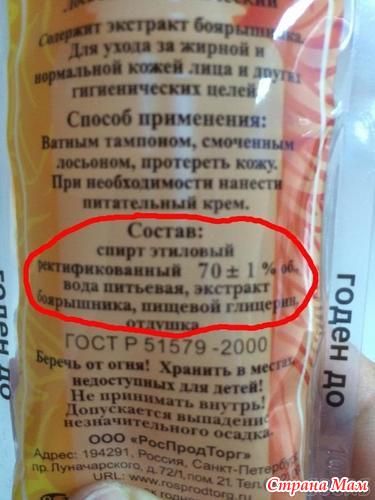 Содержит экстракт боярышника.
Для ухода за жирной и
нормальной кожей лица и других
гигиенических целей.
Способ применения:
Ватным тампоном, смоченным
лосьоном, протереть кожу.
При необходимости нанести
питательный крем.
Состав:
спирт этиловый
ректификованный 70 ± 1 % об.,
вода питьевая, экстракт
боярышника, пищевой глицерин,
отдушка
ГОСТ Р 51579 -2000
Беречь от огня! Хранить в местах,
недоступных для детей!
Не принимать внутрь!
Допускается выпадение
незначительного осадка.
ООО «РосПродТорг»
Адрес: 194291, Россия, Санкт-Петербург
пр.Луначарского, д.72/1, пом. 21. Тел.
URL: www.rosprodtorg
годен до
годен до
Страна Мам